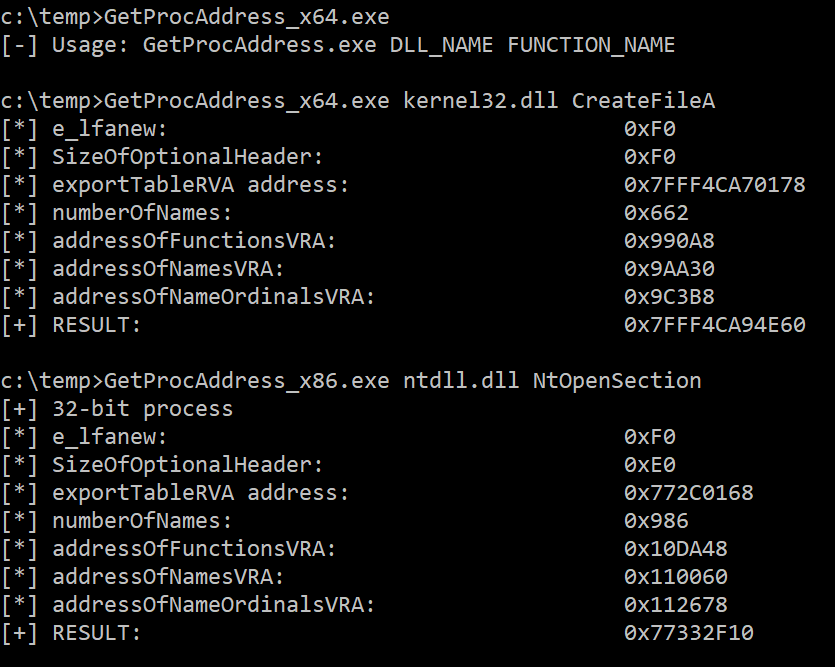 c:\temp>GetProcAddress_x64.exe
[-] Usage: GetProcAddress.exe DLL_NAME FUNCTION_NAME
c:\temp>GetProcAddress_x64.exe kernel32.dll CreateFileA
[*] e_lfanew: 0xF0
[*] SizeOfOptionalHeader: 0xF0
[*] exportTableRVA address: 0x7FFF4CA70178
[*] numberOfNames: 0x662
[*] addressOfFunctionsVRA: 0x990A8
[*] addressOfNamesVRA: 0x9AA30
[*] addressOfNameOrdinalsVRA: 0x9C3B8
[+] RESULT: 0x7FFF4CA94E60
c:\temp>GetProcAddress_x86.exe ntdll.dll NtOpenSection
[+] 32-bit process
[*] e_lfanew: 0xF0
[*] SizeOfOptionalHeader: 0xE0
[*] exportTableRVA address: 0x772C0168
[*] numberOfNames: 0x986
[*] addressOfFunctionsVRA: 0x10DA48
[*] addressOfNamesVRA: 0x110060
[*] addressOfNameOrdinalsVRA: 0x112678
[+] RESULT: 0x77332F10